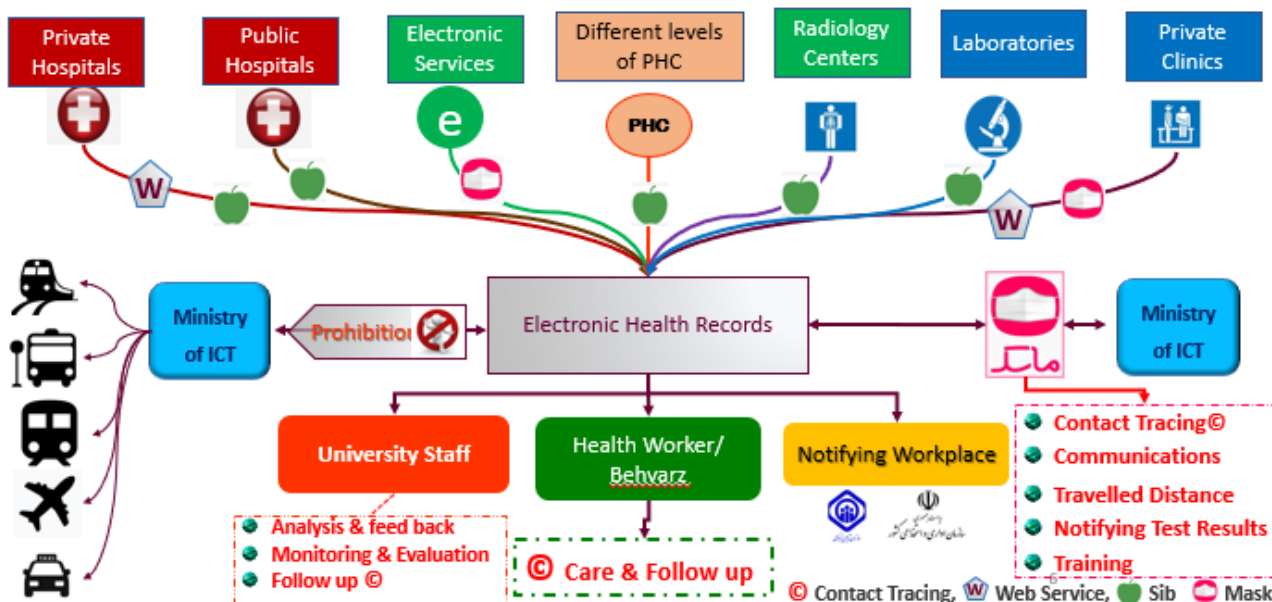 Private
Hospitals
Public
Hospitals
Electronic
Services
Different levels
of PHC
Radiology
Centers
Laboratories
Private
Clinics
e
PHC
W
W
Ministry
of ICT
Prohibition
Electronic Health Records
ماسک
Ministry
of ICT
University Staff
Health Worker/
Behvarz
Notifying Workplace
Analysis & feed back
Monitoring & Evaluation
Follow up ©
© Care & Follow up
Contact Tracing©
Communications
Travelled Distance
Notifying Test Results
Training
6
© Contact Tracing, W Web Service, Sib Mask
TAXI